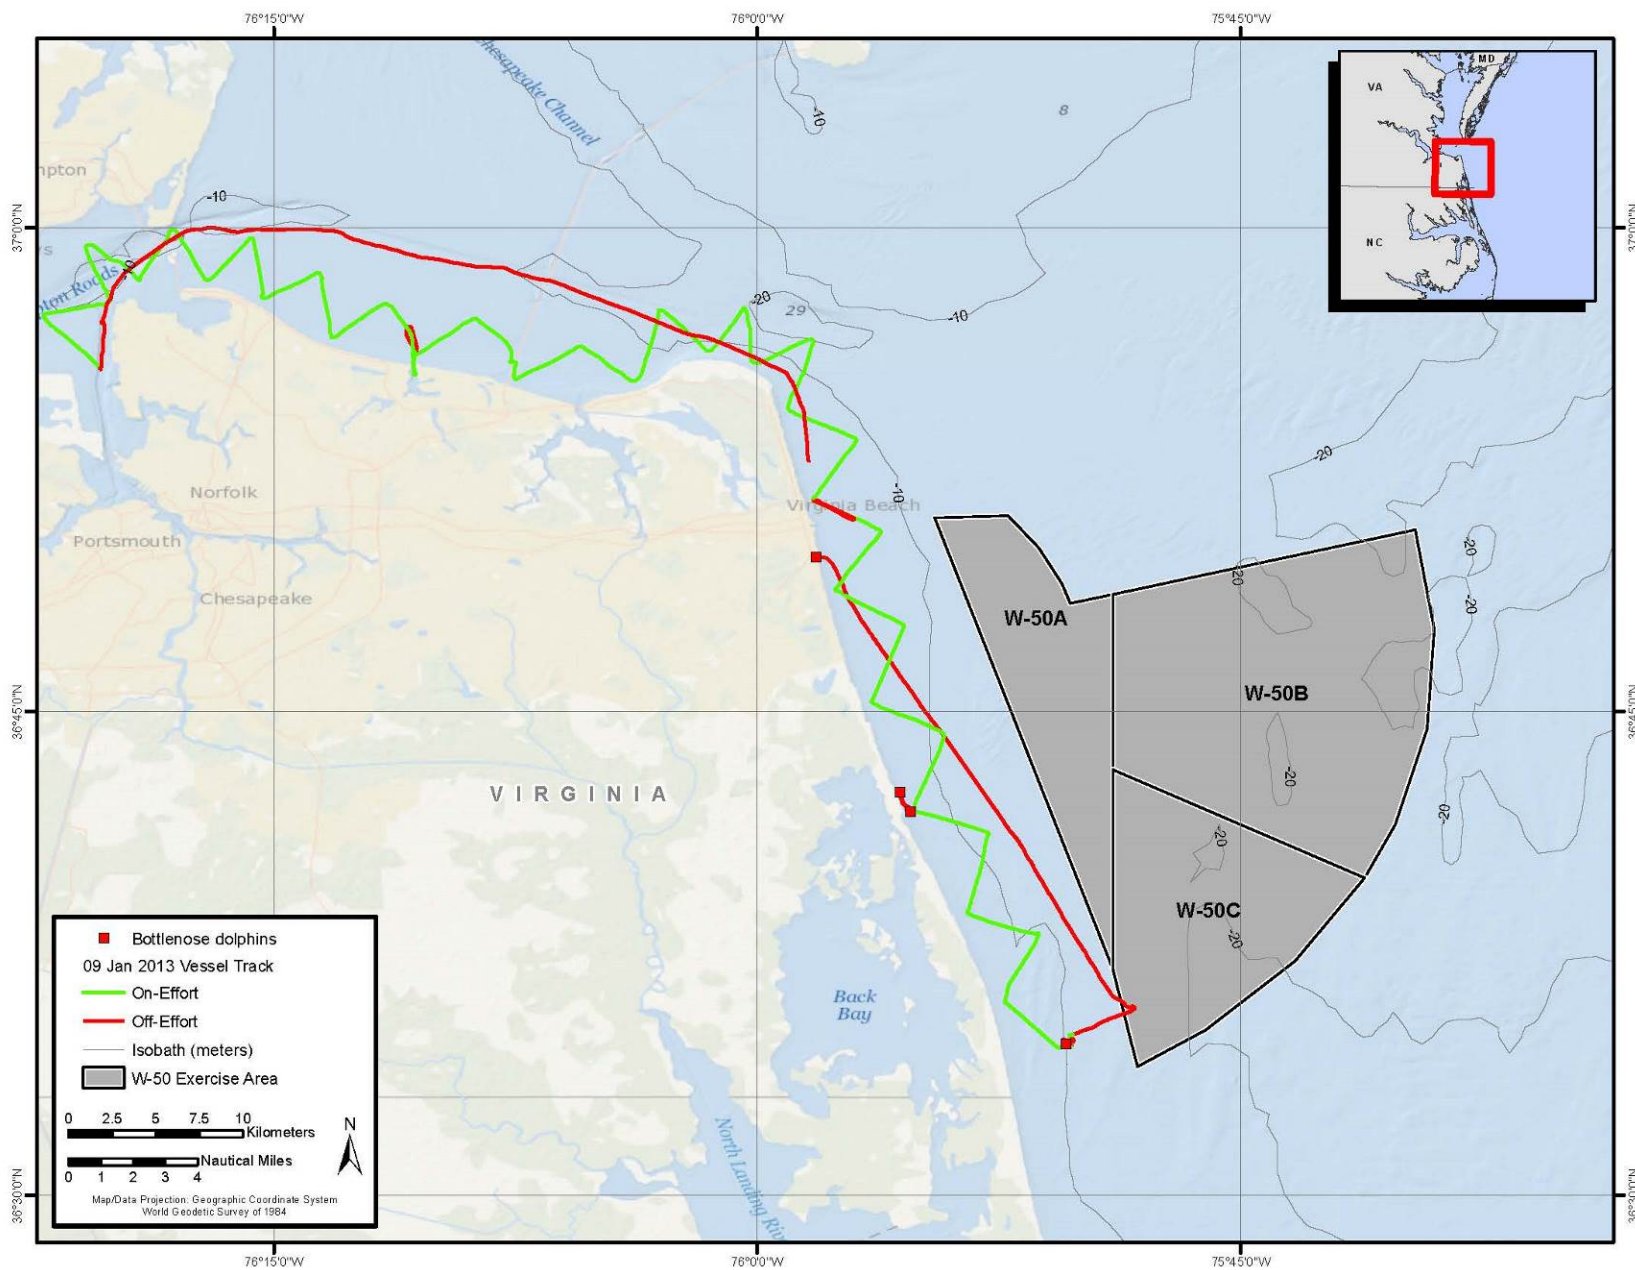 76°15'0"W
76°0'0"W
75°45'0"W
Chesapeake Channel
-10
8
MD
VA
NC
37°0'0"N
37°0'0"N
mpton
-10
ys
-10
pton Roads
-20
29
-10
-20
-10
Norfolk
Virginia Beach
Portsmouth
-20
-20
-20
Chesapeake
W-50A
W-50B
36°45'0"N
36°45'0"N
VIRGINIA
-20
-20
-20
W-50C
-20
Back
Bay
Bottlenose dolphins
09 Jan 2013 Vessel Track
On-Effort
Off-Effort
Isobath (meters)
W-50 Exercise Area
0 2.5 5 7.5 10
Kilometers
N
Nautical Miles
0 1 2 3 4
Map/Data Projection: Geographic Coordinate System
World Geodetic Survey of 1984
North Landing Rive
36°30'0"N
36°30'0"N
76°15'0"W
76°0'0"W
75°45'0"W